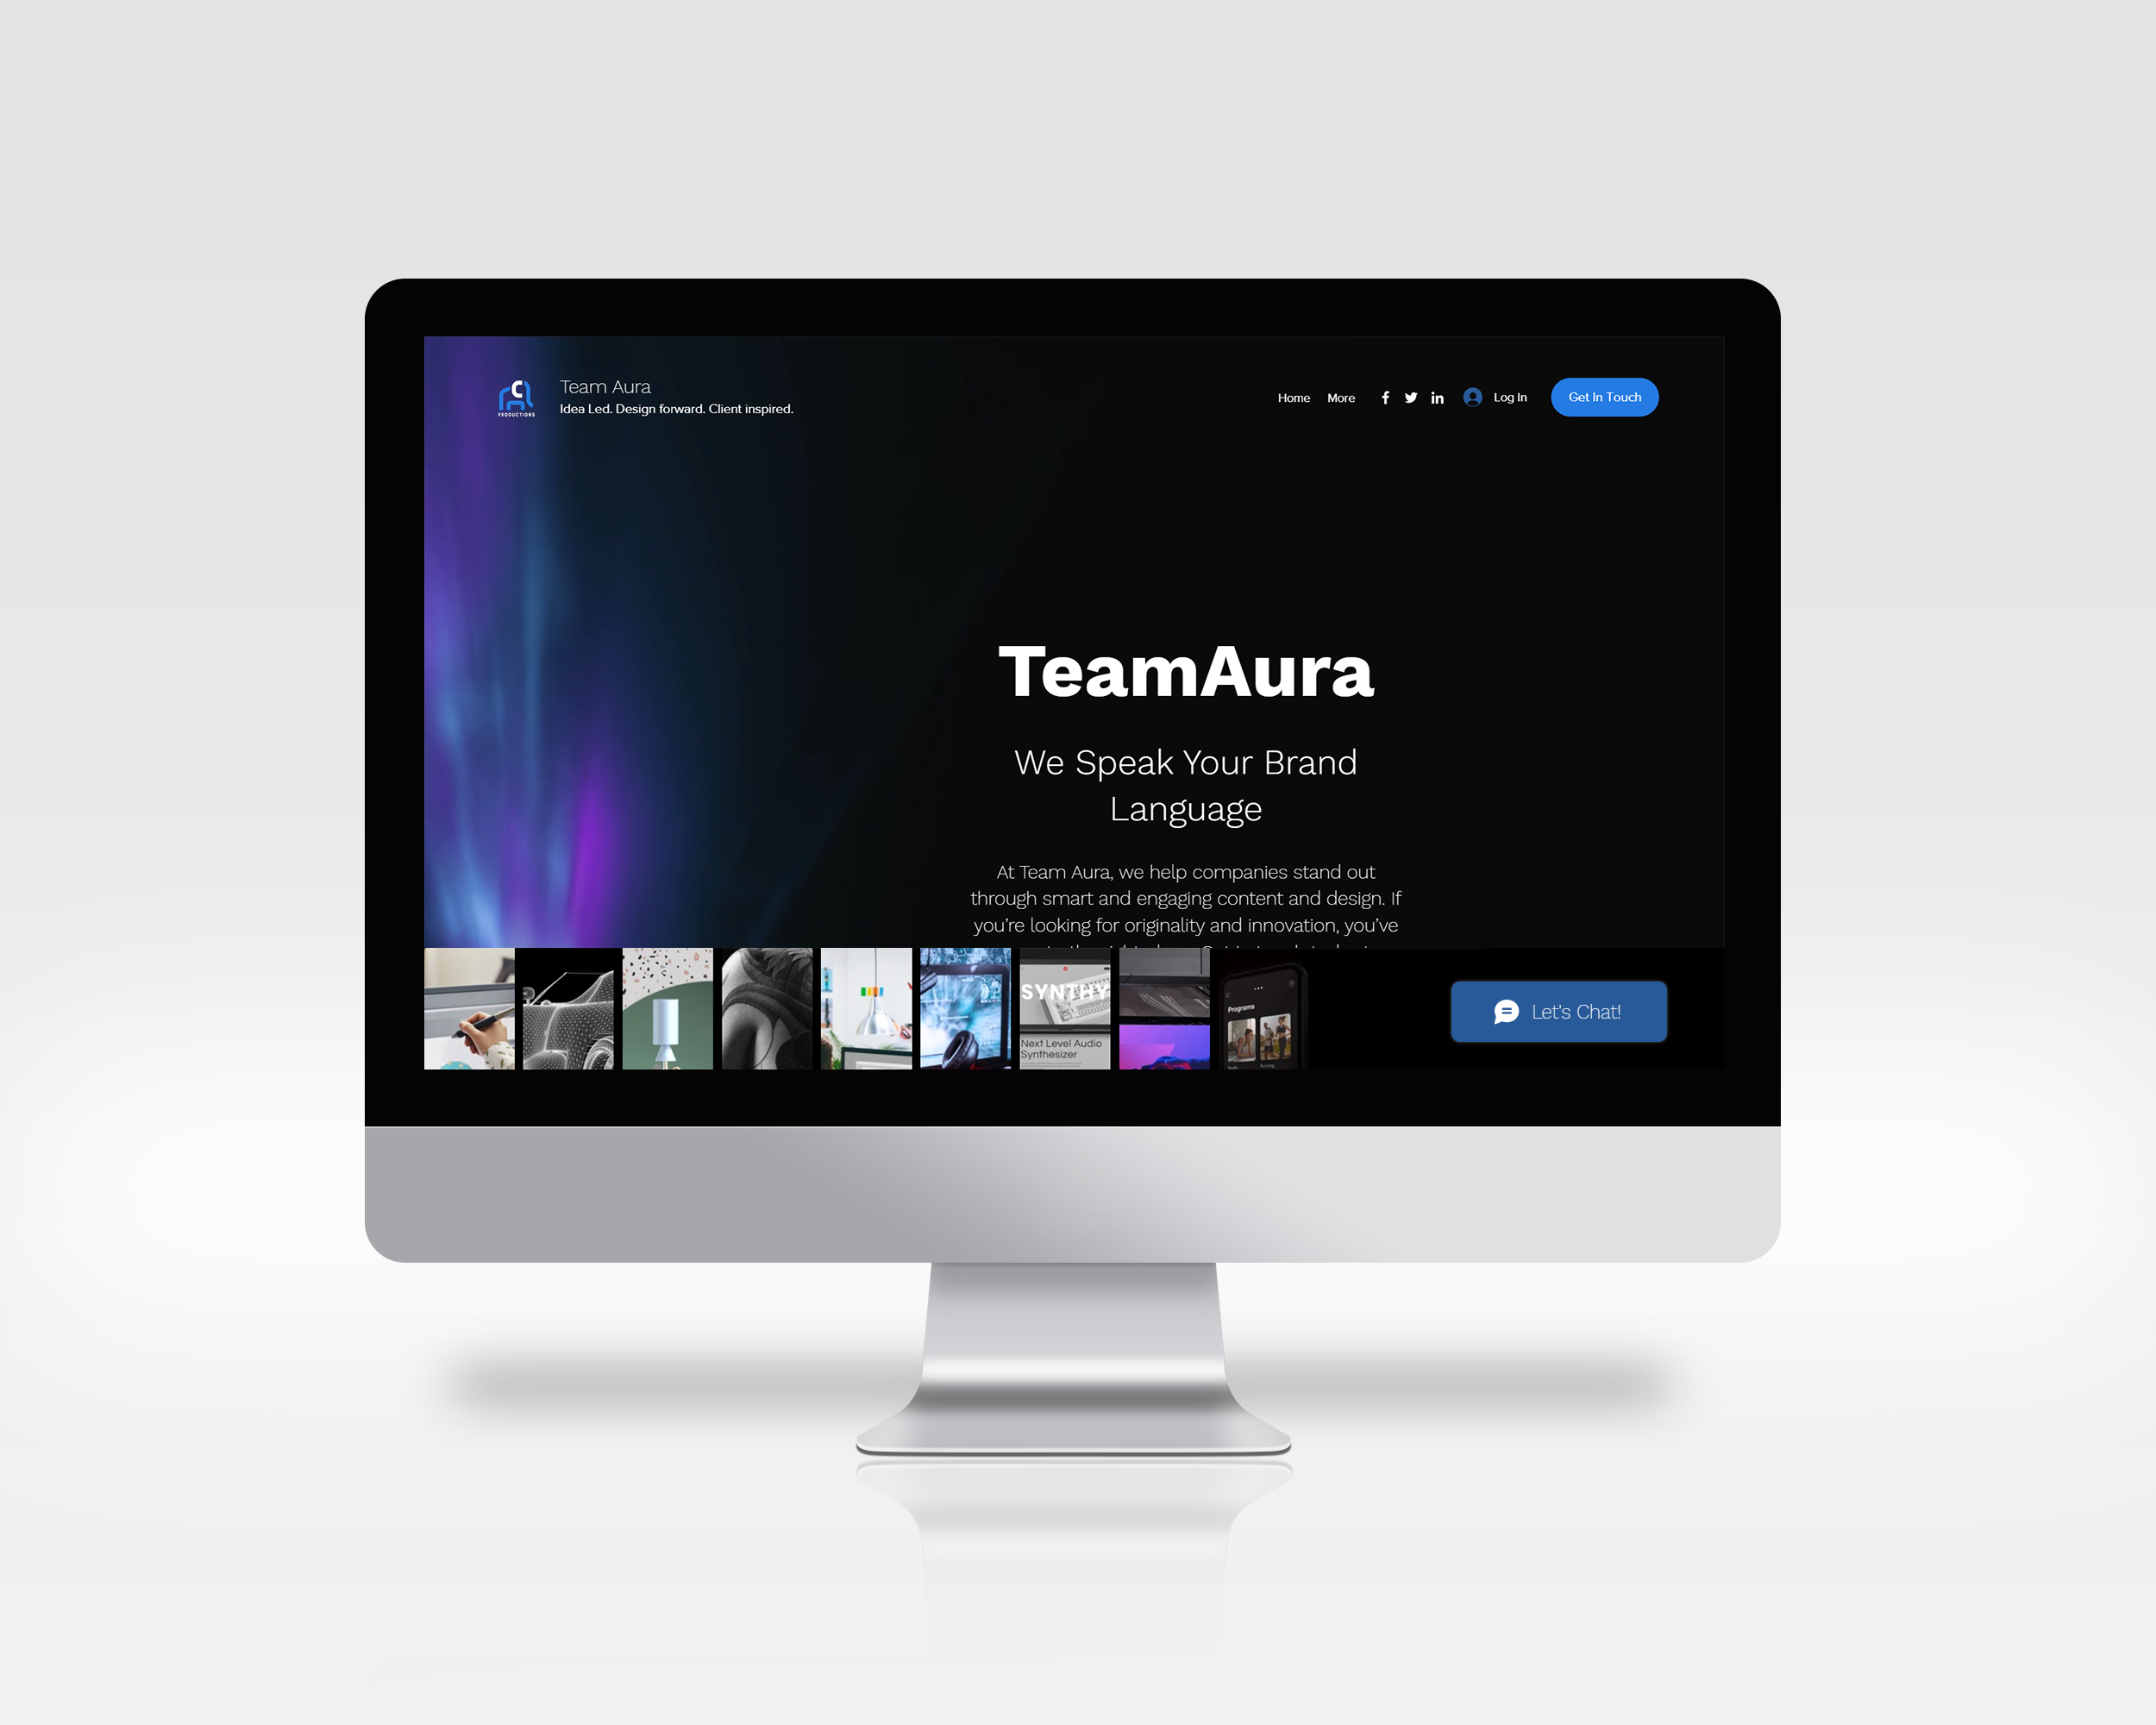 Team Aura
Idea Led. Design forward. Client inspired.
PRODUCTIONS
Home More Log In Get In Touch
TeamAura
We Speak Your Brand
Language
At Team Aura, we help companies stand out
through smart and engaging content and design. If
you’re looking for originality and innovation, you’ve
SYNTHY
Next Level Audio
Synthesizer
Programs
Let's Chat!